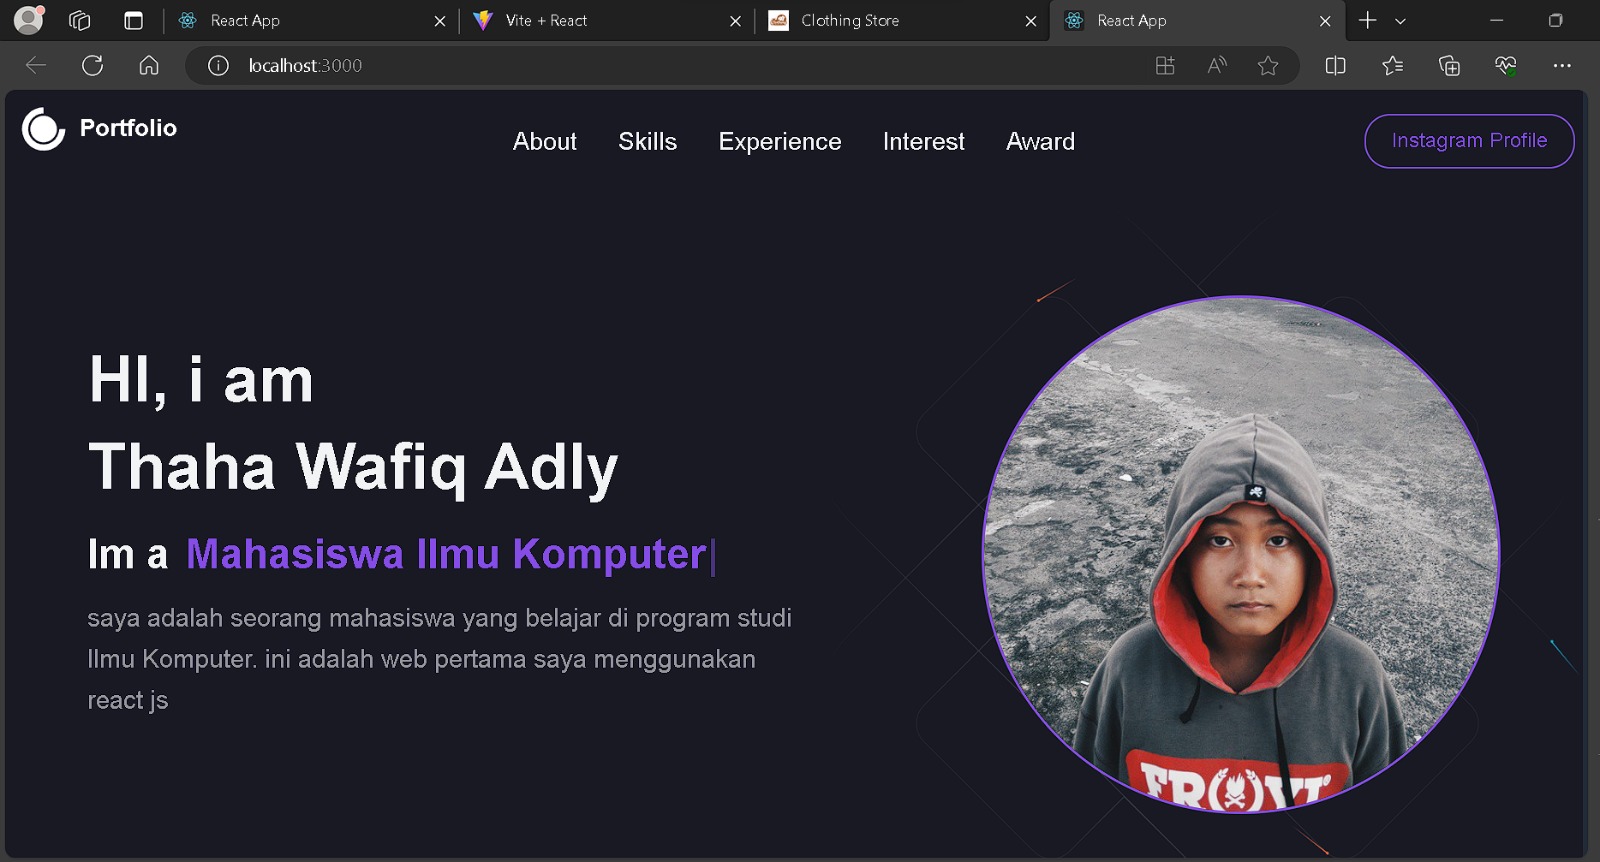 React App
Vite + React
Clothing Store
React App
localhost:3000
Portfolio
About
Skills
Experience
Interest
Award
Instagram Profile
HI, i am
Thaha Wafiq Adly
Im a Mahasiswa Ilmu Komputer|
saya adalah seorang mahasiswa yang belajar di program studi
Ilmu Komputer. ini adalah web pertama saya menggunakan
react js